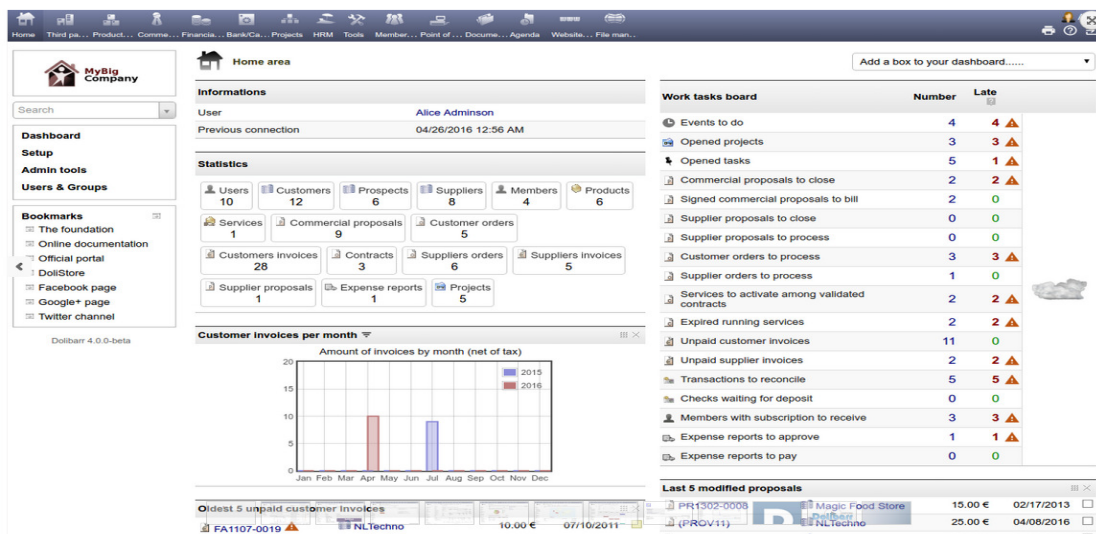 Home Third pa... Product... Comme... Financia... Bank/Ca... Projects HRM Tools Member... Point of ... Docume... Agenda Website... File man...
MyBig
Company
Search
Dashboard
Setup
Admin tools
Users & Groups
Bookmarks
The foundation
Online documentation
Official portal
DoliStore
Facebook page
Google+ page
Twitter channel
Dolibarr 4.0.0-beta
Home area
Add a box to your dashboard......
Informations
User Alice Adminson
Previous connection 04/26/2016 12:56 AM
Statistics
Users Customers Prospects Suppliers Members Products
10 12 6 8 4 6
Services Commercial proposals Customer orders
1 9 5
Customers invoices Contracts Suppliers orders Suppliers invoices
28 3 6 5
Supplier proposals Expense reports Projects
1 1 5
Customer invoices per month
Amount of invoices by month (net of tax)
20
15
10
5
0
2015
2016
Jan Feb Mar Apr May Jun Jul Aug Sep Oct Nov Dec
Oldest 5 unpaid customer invoices
FA1107-0019 NLTechno 10.00 € 07/10/2011
Work tasks board Number Late
Events to do 4 4
Opened projects 3 3
Opened tasks 5 1
Commercial proposals to close 2 2
Signed commercial proposals to bill 2 0
Supplier proposals to close 0 0
Supplier proposals to process 0 0
Customer orders to process 3 3
Supplier orders to process 1 0
Services to activate among validated
contracts 2 2
Expired running services 2 2
Unpaid customer invoices 11 0
Unpaid supplier invoices 2 2
Transactions to reconcile 5 5
Checks waiting for deposit 0 0
Members with subscription to receive 3 3
Expense reports to approve 1 1
Expense reports to pay 0 0
Last 5 modified proposals
PR1302-0008 Magic Food Store 15.00 € 02/17/2013
(PROV11) NLTechno 25.00 € 04/08/2016